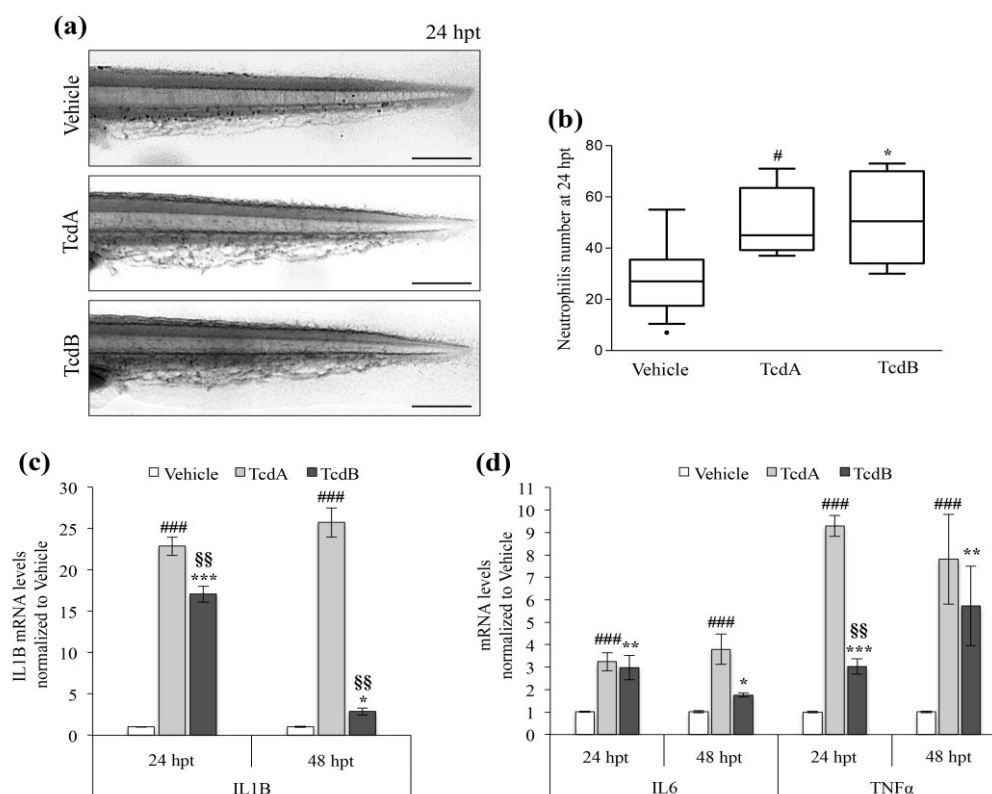 (a)
24 hpt
Vehicle
TcdA
TcdB
(b)
Neutrophilis number at 24 hpt
80
60
40
20
0
#
*
Vehicle
TcdA
TcdB
(c)
Vehicle TcdA TcdB
IL1B mRNA levels
normalized to Vehicle
30
25
20
15
10
5
0
###
§§
***
###
§§
*
24 hpt
48 hpt
IL1B
(d)
Vehicle TcdA TcdB
mRNA levels
normalized to Vehicle
11
10
9
8
7
6
5
4
3
2
1
0
###
**
###
*
###
§§
***
###
**
24 hpt
48 hpt
24 hpt
48 hpt
IL6
TNFα